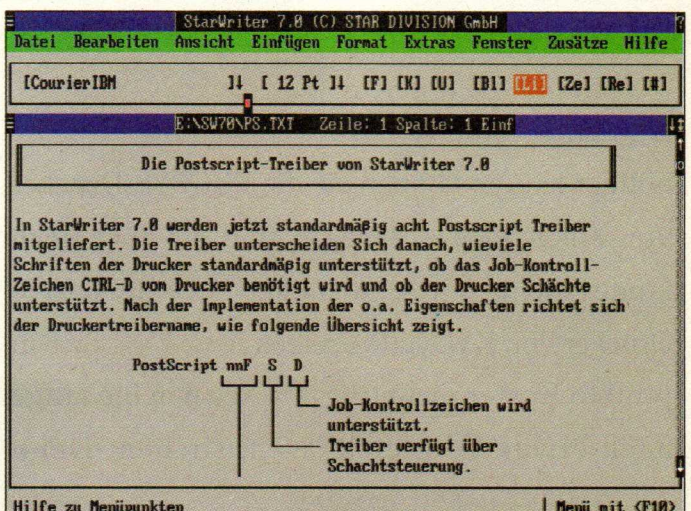 StarWriter 7.0 (C) STAR DIVISION GmbH ?
Datei Bearbeiten Ansicht Einfügen Format Extras Fenster Zusätze Hilfe
[CourierIBM ]↓ [ 12 Pt ]↓ [F] [K] [U] [Bl] [Li] [Ze] [Re] [#]
E:\SW70\PS.TXT Zeile: 1 Spalte: 1 Einf
Die Postscript-Treiber von StarWriter 7.0
In StarWriter 7.0 werden jetzt standardmäßig acht Postscript Treiber
mitgeliefert. Die Treiber unterscheiden Sich danach, wieviele
Schriften der Drucker standardmäßig unterstützt, ob das Job-Kontroll-
Zeichen CTRL-D vom Drucker benötigt wird und ob der Drucker Schächte
unterstützt. Nach der Implementation der o.a. Eigenschaften richtet sich
der Druckertreibername, wie folgende Übersicht zeigt.
PostScript nnF S D
Job-Kontrollzeichen wird
unterstützt.
Treiber verfügt über
Schachtsteuerung.
Hilfe zu Menüpunkten Menü mit <F10>